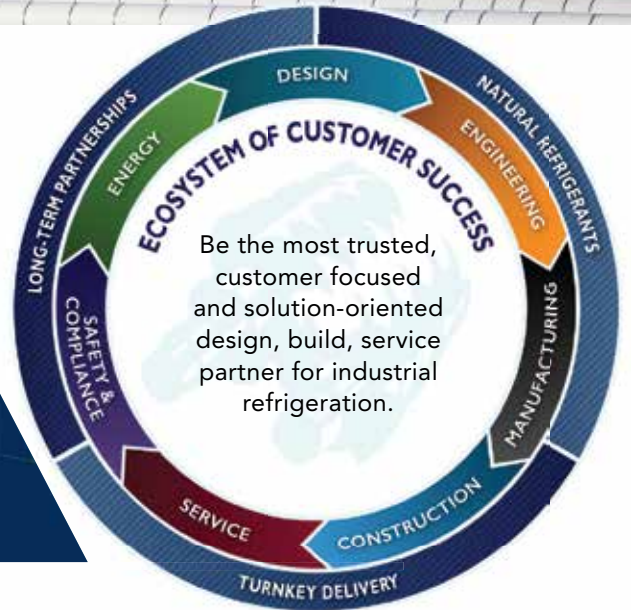 LONG-TERM PARTNERSHIPS
NATURAL REFRIGERANTS
TURNKEY DELIVERY
DESIGN
ENGINEERING
MANUFACTURING
CONSTRUCTION
SERVICE
SAFETY &
COMPLIANCE
ENERGY
ECOSYSTEM OF CUSTOMER SUCCESS
Be the most trusted,
customer focused
and solution-oriented
design, build, service
partner for industrial
refrigeration.